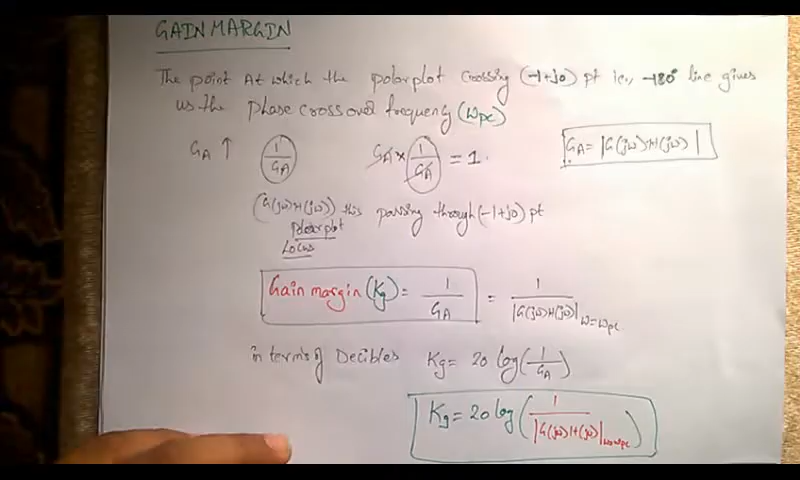 GAIN MARGIN
The point At which the polarplot crossing (-1+j0) pt ie., -180° line gives
us the phase crossover frequency (ωpc)
GA ↑ 1/GA GA × 1/GA = 1. GA = |G(jω)H(jω)|
(G(jω)H(jω)) this passing through (-1+j0) pt
polarplot
Locus
Gain margin (Kg) = 1/GA = 1/|G(jω)H(jω)|ω=ωpc
in terms of Decibles Kg = 20 log(1/GA)
Kg = 20 log(1/|G(jω)H(jω)|ω=ωpc)